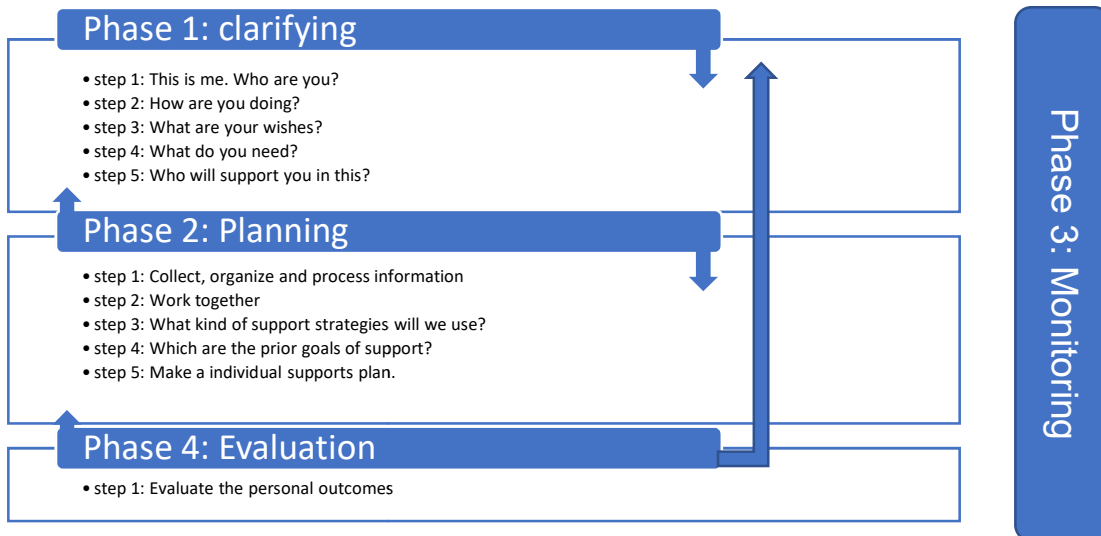 Phase 1: clarifying
• step 1: This is me. Who are you?
• step 2: How are you doing?
• step 3: What are your wishes?
• step 4: What do you need?
• step 5: Who will support you in this?
Phase 2: Planning
• step 1: Collect, organize and process information
• step 2: Work together
• step 3: What kind of support strategies will we use?
• step 4: Which are the prior goals of support?
• step 5: Make a individual supports plan.
Phase 4: Evaluation
• step 1: Evaluate the personal outcomes
Phase 3: Monitoring